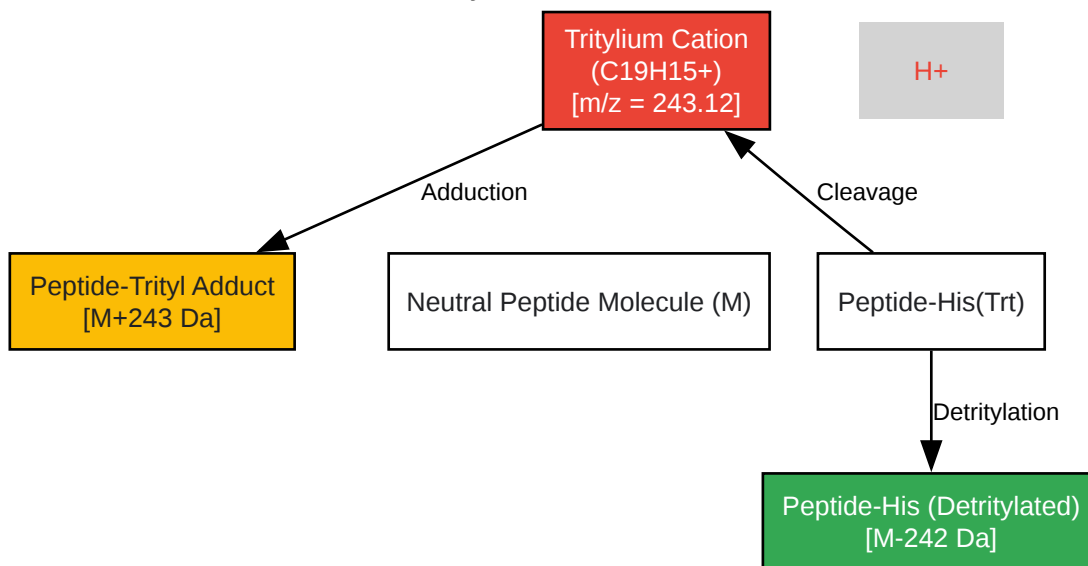 Tritylium Cation
(C19H15+)
[m/z = 243.12]
H+
Adduction
Cleavage
Peptide-Trityl Adduct
[M+243 Da]
Neutral Peptide Molecule (M)
Peptide-His(Trt)
Detritylation
Peptide-His (Detritylated)
[M-242 Da]